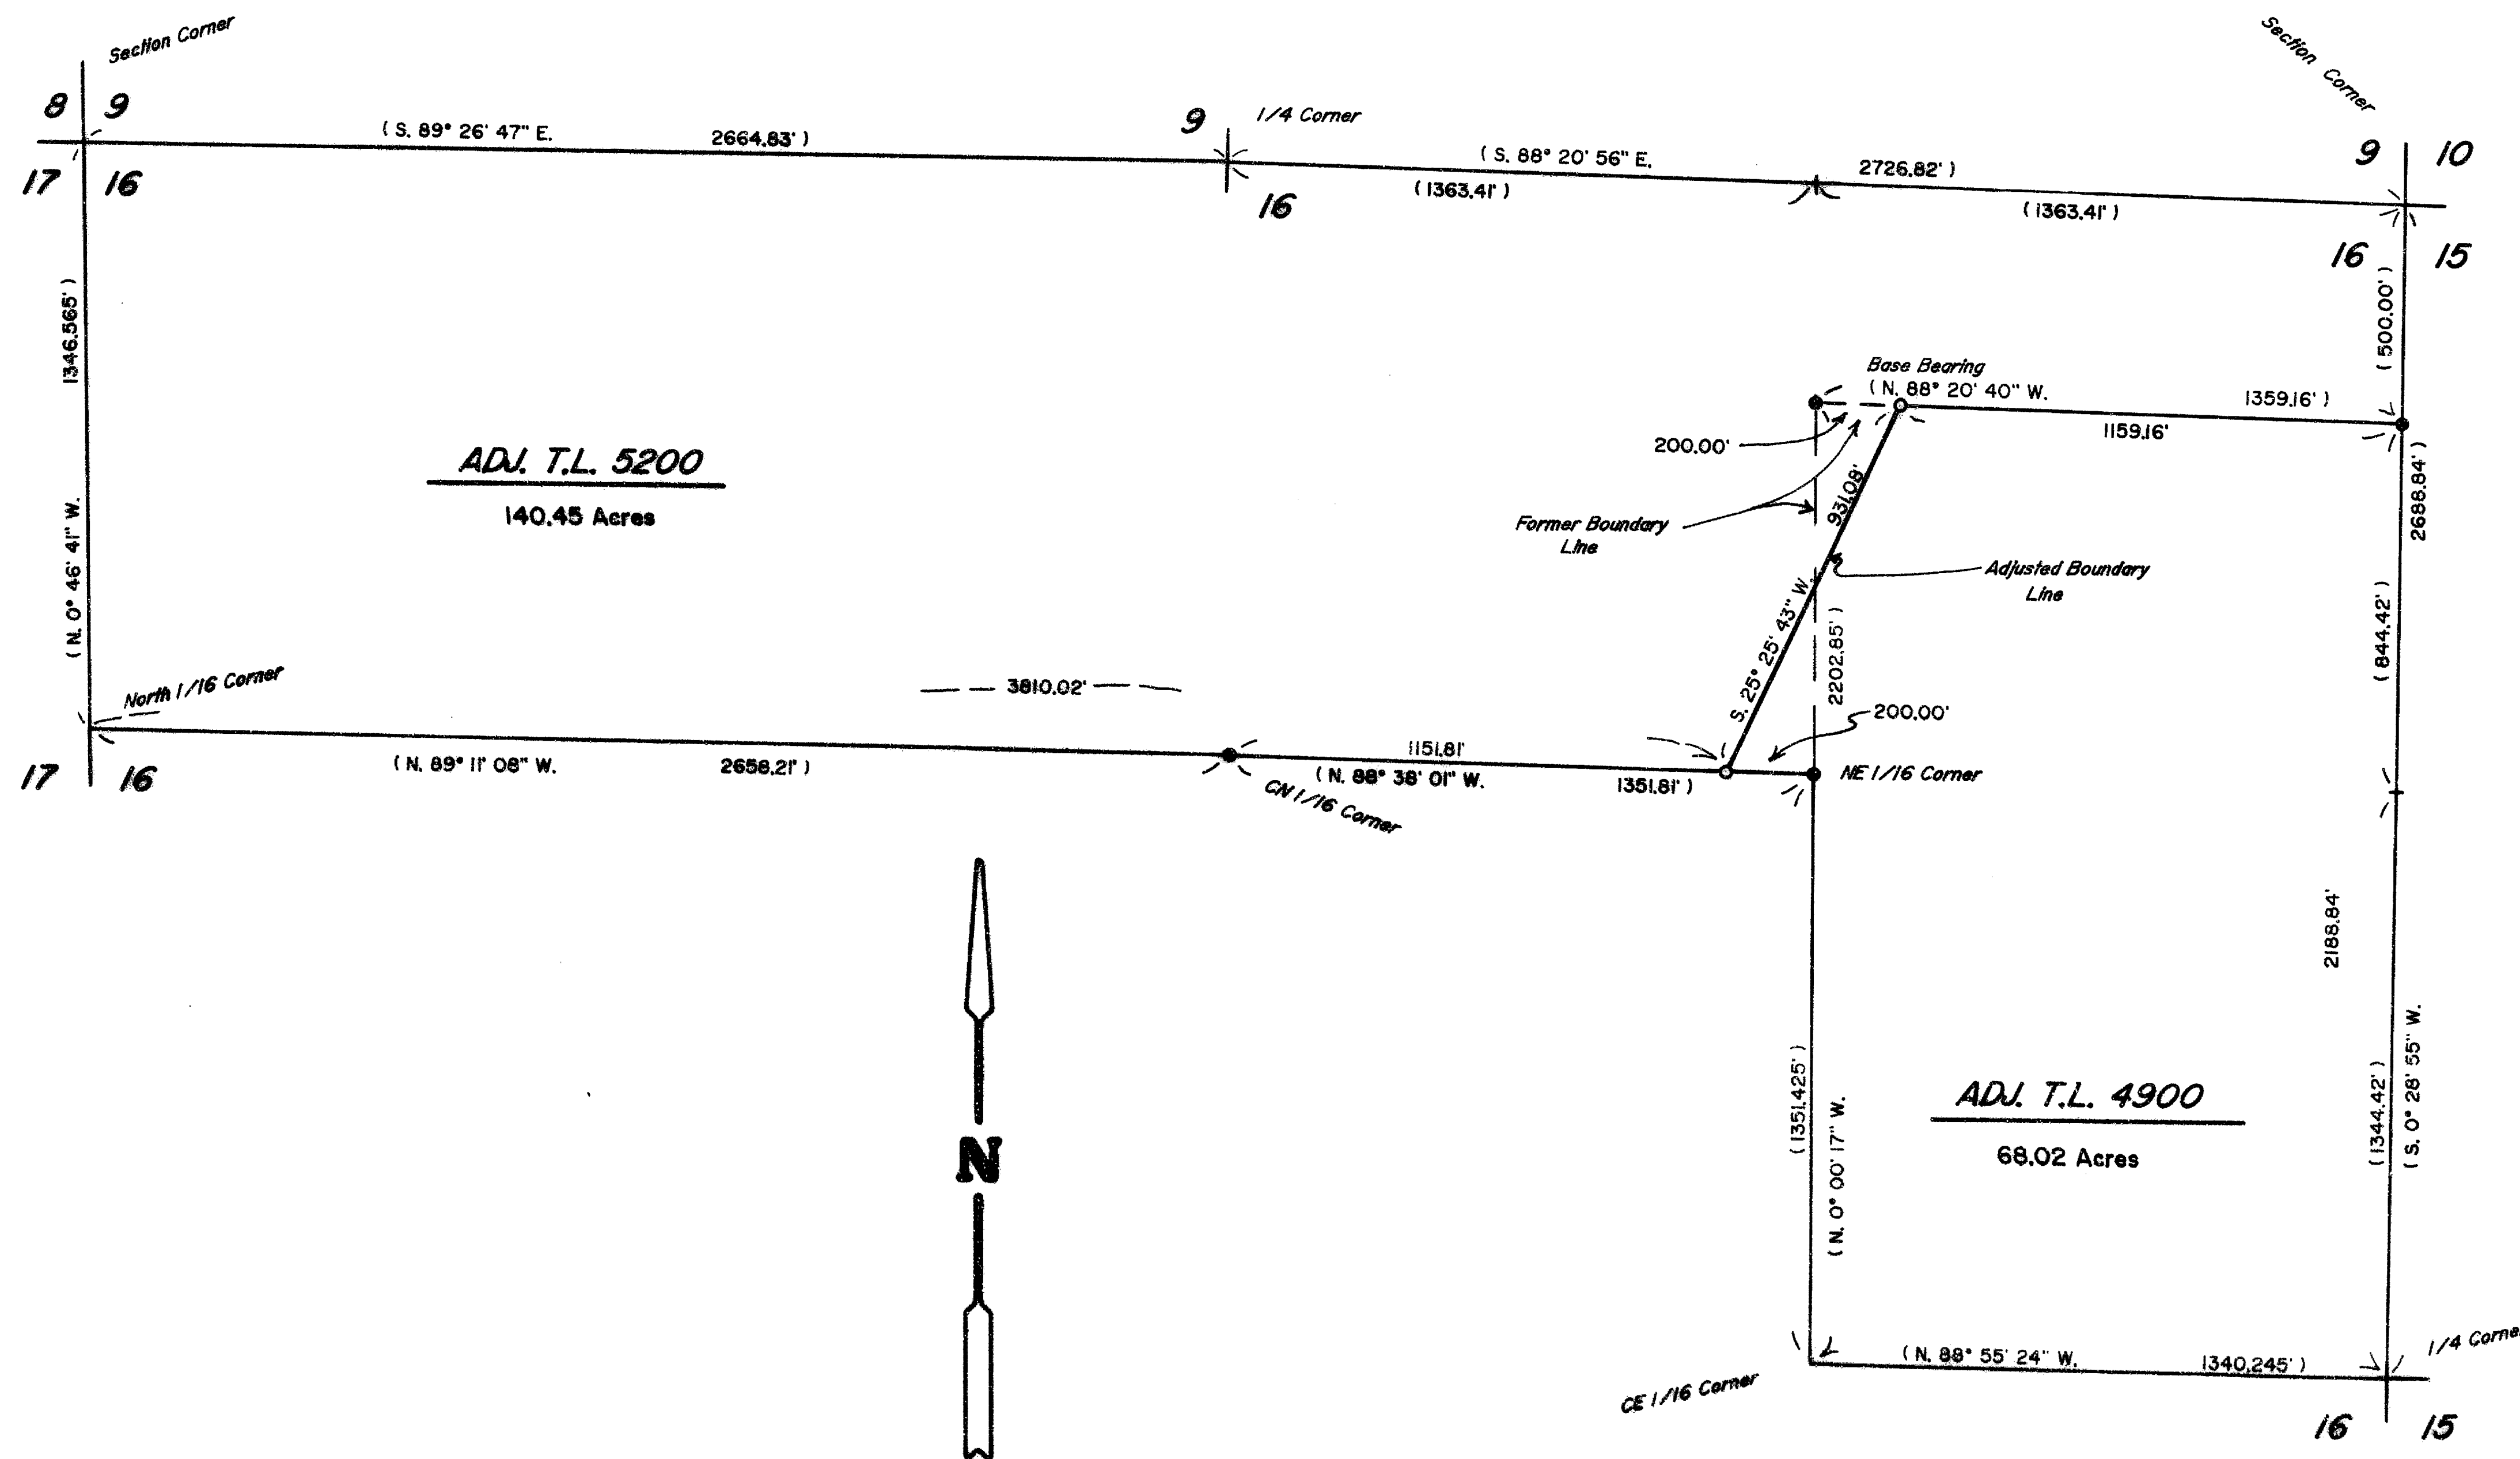 Section Corner
Section Corner
8 9
17 16
( S. 89° 26' 47" E. 2664.83' )
9 1/4 Corner
16
( S. 88° 20' 56" E. 2726.82' )
(1363.41')
(1363.41')
9 10
16 15
(500.00')
1346.565' )
( N. 0° 46' 41" W.
Base Bearing
( N. 88° 20' 40" W. 1359.16' )
1159.16'
200.00'
2688.84')
ADJ. T.L. 5200
140.45 Acres
Former Boundary
Line
931.08'
S. 25° 25' 43" W.
Adjusted Boundary
Line
(844.42')
2202.85' )
200.00'
North 1/16 Corner
3810.02'
1151.81'
( N. 89° 11' 08" W. 2658.21' )
( N. 88° 38' 01" W. 1351.81' )
NE 1/16 Corner
17 16
CN 1/16 Corner
2188.84'
N
(1351.425')
( N. 0° 00' 17" W.
ADJ. T.L. 4900
68.02 Acres
(1344.42')
( S. 0° 28' 55" W.
( N. 88° 55' 24" W. 1340.245' )
1/4 Corne
CE 1/16 Corner
16 15